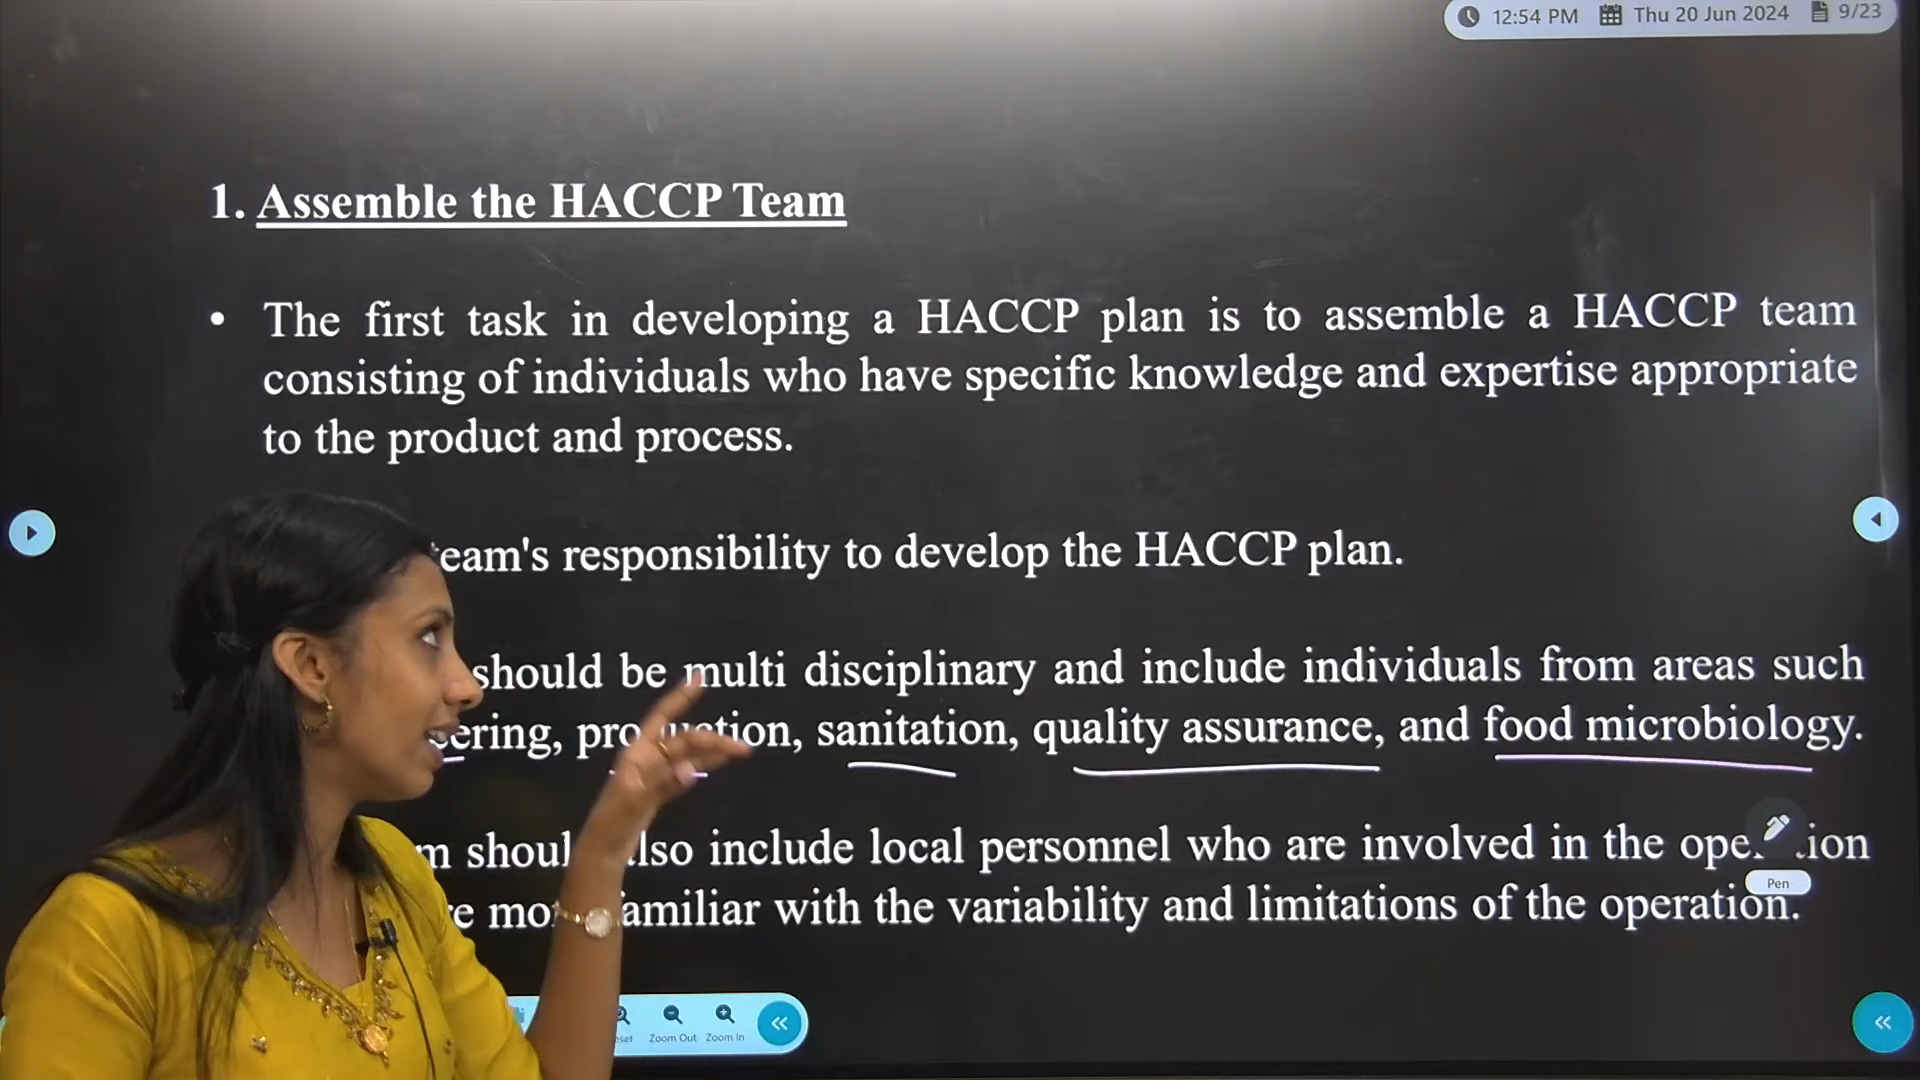 12:54 PM Thu 20 Jun 2024 9/23
1. Assemble the HACCP Team
• The first task in developing a HACCP plan is to assemble a HACCP team
consisting of individuals who have specific knowledge and expertise appropriate
to the product and process.
team's responsibility to develop the HACCP plan.
should be multi disciplinary and include individuals from areas such
sanitation, quality assurance, and food microbiology.
also include local personnel who are involved in the
with the variability and limitations of the operation.
Pen
Zoom Out Zoom In